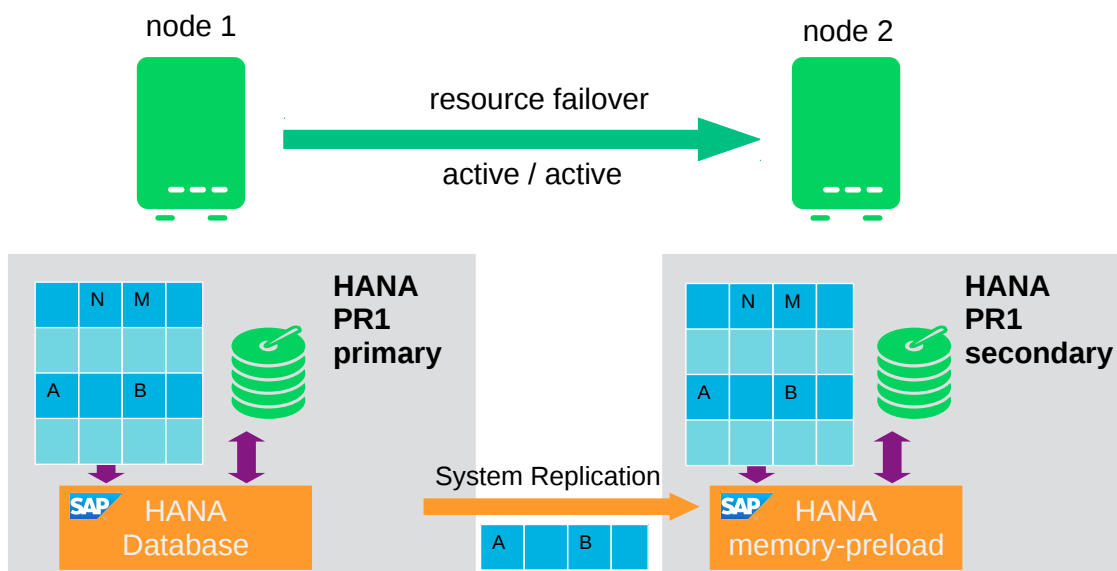 node 1
node 2
resource failover
active / active
N M
A B
HANA
PR1
primary
N M
A B
HANA
PR1
secondary
System Replication
SAP
HANA
Database
A B
SAP
HANA
memory-preload